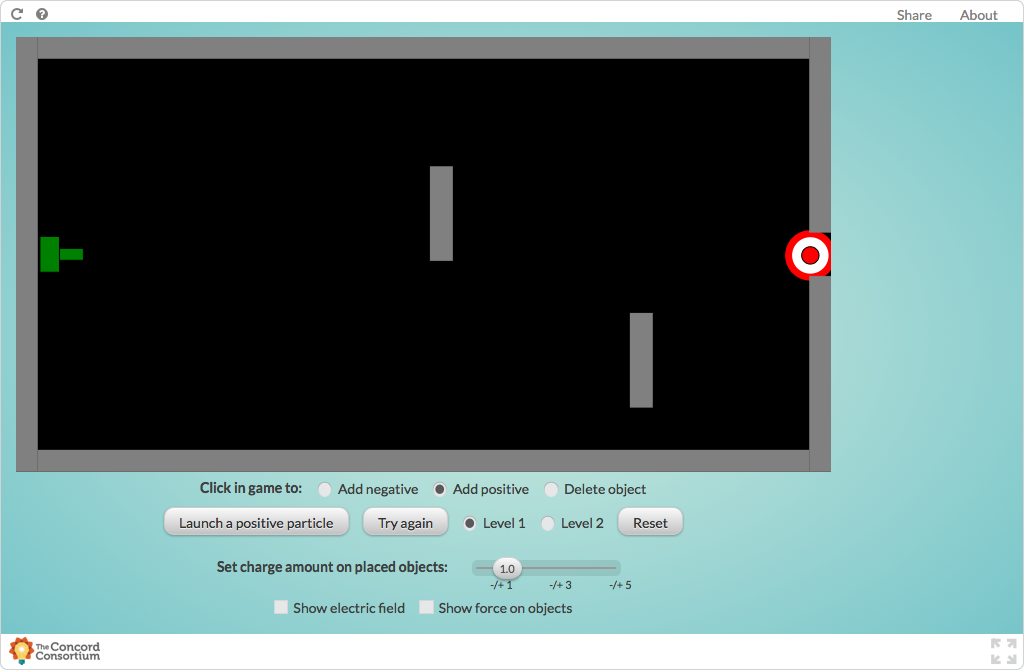 Share About
Click in game to: Add negative Add positive Delete object
Launch a positive particle Try again Level 1 Level 2 Reset
Set charge amount on placed objects: 1.0
-/+ 1 -/+ 3 -/+ 5
Show electric field Show force on objects
The Concord
Consortium